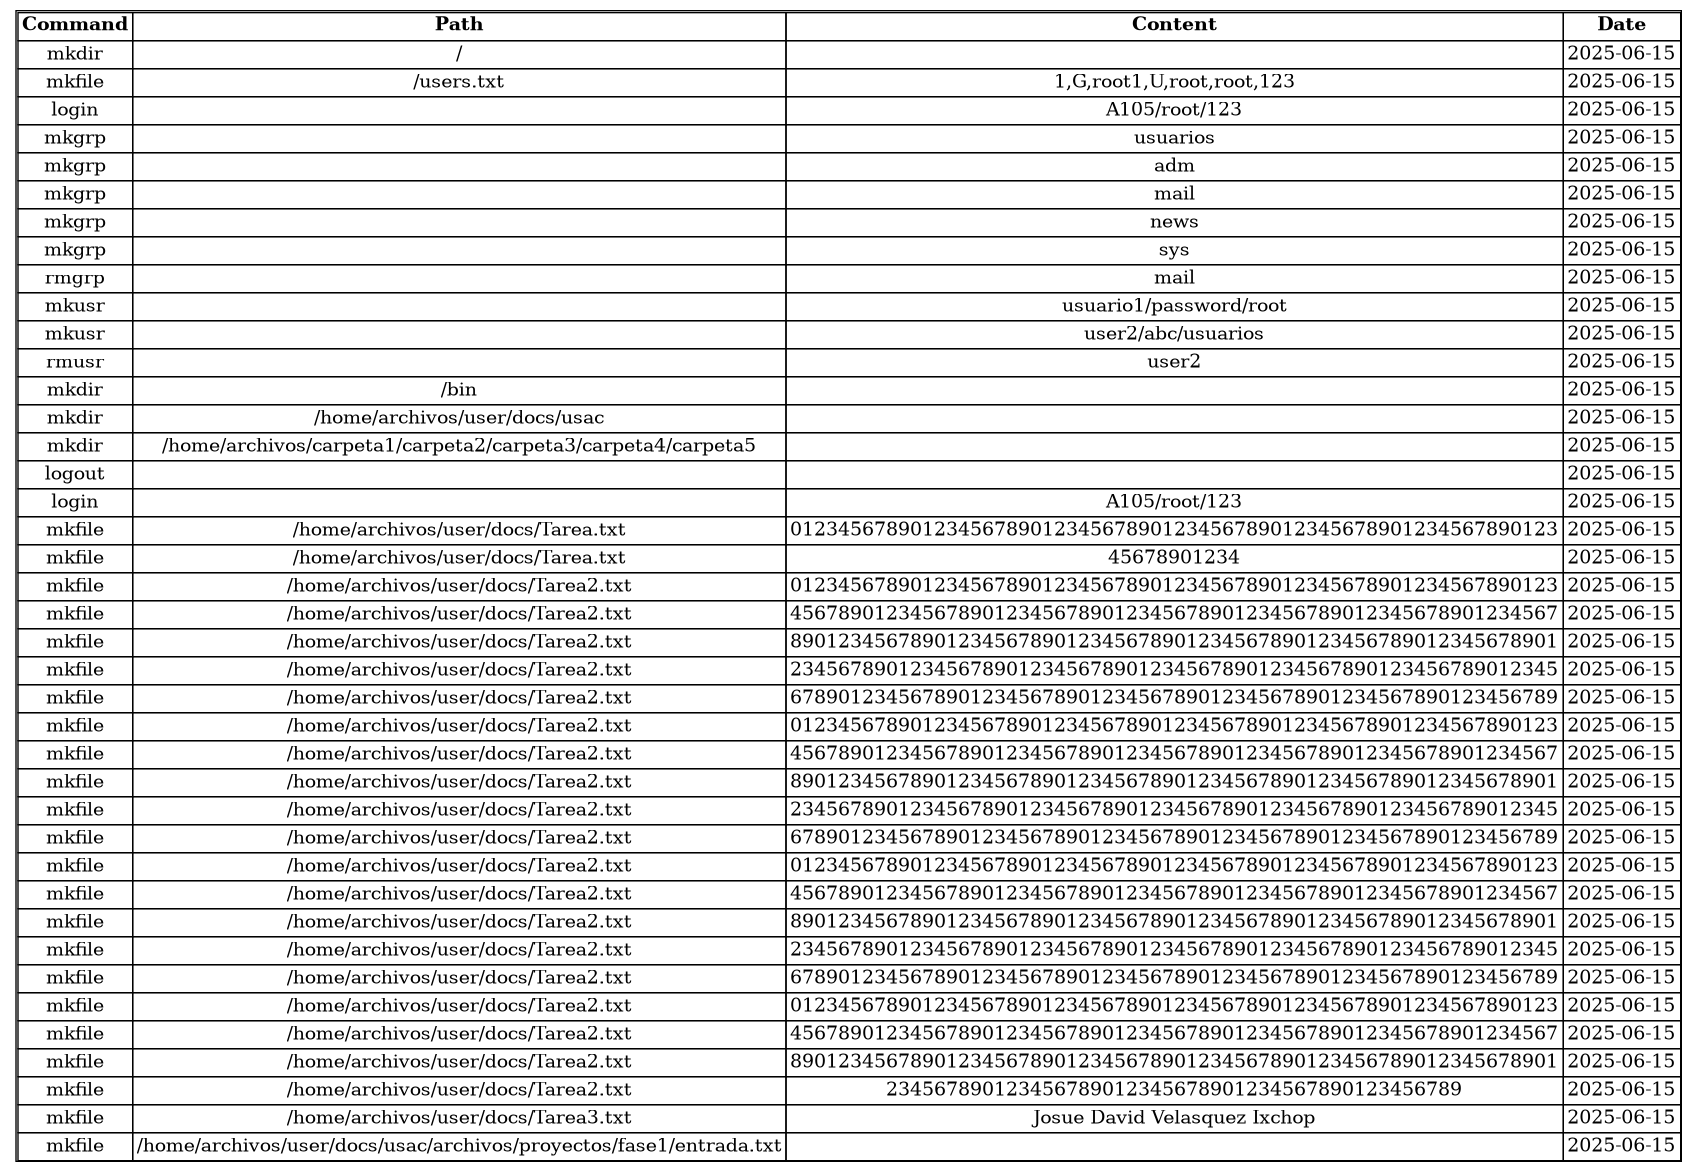 Command Path Content Date
mkdir / 2025-06-15
mkfile /users.txt 1,G,root1,U,root,root,123 2025-06-15
login A105/root/123 2025-06-15
mkgrp usuarios 2025-06-15
mkgrp adm 2025-06-15
mkgrp mail 2025-06-15
mkgrp news 2025-06-15
mkgrp sys 2025-06-15
rmgrp mail 2025-06-15
mkusr usuario1/password/root 2025-06-15
mkusr user2/abc/usuarios 2025-06-15
rmusr user2 2025-06-15
mkdir /bin 2025-06-15
mkdir /home/archivos/user/docs/usac 2025-06-15
mkdir /home/archivos/carpeta1/carpeta2/carpeta3/carpeta4/carpeta5 2025-06-15
logout 2025-06-15
login A105/root/123 2025-06-15
mkfile /home/archivos/user/docs/Tarea.txt 0123456789012345678901234567890123456789012345678901234567890123 2025-06-15
mkfile /home/archivos/user/docs/Tarea.txt 45678901234 2025-06-15
mkfile /home/archivos/user/docs/Tarea2.txt 0123456789012345678901234567890123456789012345678901234567890123 2025-06-15
mkfile /home/archivos/user/docs/Tarea2.txt 4567890123456789012345678901234567890123456789012345678901234567 2025-06-15
mkfile /home/archivos/user/docs/Tarea2.txt 8901234567890123456789012345678901234567890123456789012345678901 2025-06-15
mkfile /home/archivos/user/docs/Tarea2.txt 2345678901234567890123456789012345678901234567890123456789012345 2025-06-15
mkfile /home/archivos/user/docs/Tarea2.txt 6789012345678901234567890123456789012345678901234567890123456789 2025-06-15
mkfile /home/archivos/user/docs/Tarea2.txt 0123456789012345678901234567890123456789012345678901234567890123 2025-06-15
mkfile /home/archivos/user/docs/Tarea2.txt 4567890123456789012345678901234567890123456789012345678901234567 2025-06-15
mkfile /home/archivos/user/docs/Tarea2.txt 8901234567890123456789012345678901234567890123456789012345678901 2025-06-15
mkfile /home/archivos/user/docs/Tarea2.txt 2345678901234567890123456789012345678901234567890123456789012345 2025-06-15
mkfile /home/archivos/user/docs/Tarea2.txt 6789012345678901234567890123456789012345678901234567890123456789 2025-06-15
mkfile /home/archivos/user/docs/Tarea2.txt 0123456789012345678901234567890123456789012345678901234567890123 2025-06-15
mkfile /home/archivos/user/docs/Tarea2.txt 4567890123456789012345678901234567890123456789012345678901234567 2025-06-15
mkfile /home/archivos/user/docs/Tarea2.txt 8901234567890123456789012345678901234567890123456789012345678901 2025-06-15
mkfile /home/archivos/user/docs/Tarea2.txt 2345678901234567890123456789012345678901234567890123456789012345 2025-06-15
mkfile /home/archivos/user/docs/Tarea2.txt 6789012345678901234567890123456789012345678901234567890123456789 2025-06-15
mkfile /home/archivos/user/docs/Tarea2.txt 0123456789012345678901234567890123456789012345678901234567890123 2025-06-15
mkfile /home/archivos/user/docs/Tarea2.txt 4567890123456789012345678901234567890123456789012345678901234567 2025-06-15
mkfile /home/archivos/user/docs/Tarea2.txt 8901234567890123456789012345678901234567890123456789012345678901 2025-06-15
mkfile /home/archivos/user/docs/Tarea2.txt 234567890123456789012345678901234567890123456789 2025-06-15
mkfile /home/archivos/user/docs/Tarea3.txt Josue David Velasquez Ixchop 2025-06-15
mkfile /home/archivos/user/docs/usac/archivos/proyectos/fase1/entrada.txt 2025-06-15